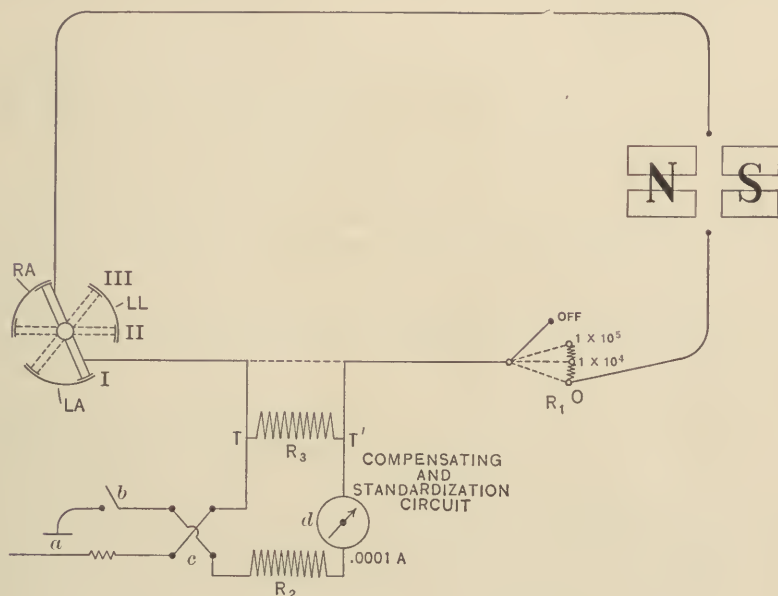 N S
RA
III
LL
II
I
LA
OFF
1 X 10⁵
1 X 10⁴
R₁ O
T R₃ T′
COMPENSATING
AND
STANDARDIZATION
CIRCUIT
b
a
c
d
.0001 A
R₂